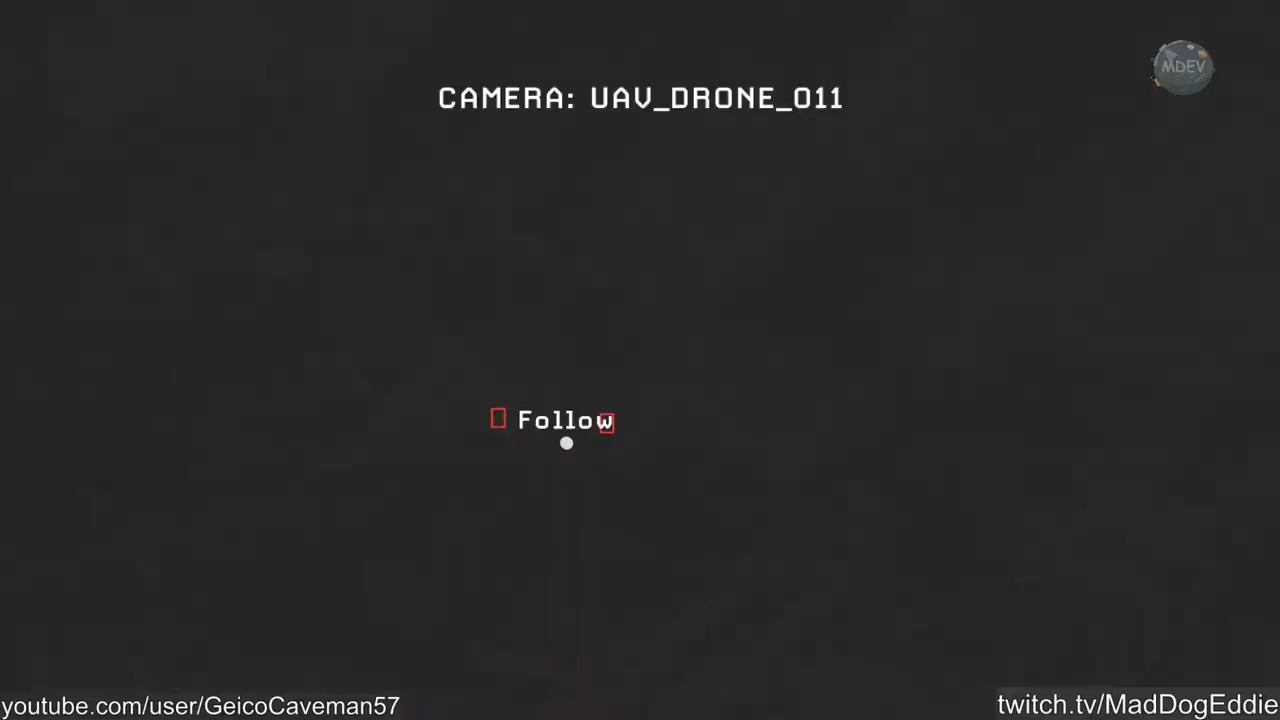 MDEV
CAMERA: UAV_DRONE_011
Follow
youtube.com/user/GeicoCaveman57
twitch.tv/MadDogEddie